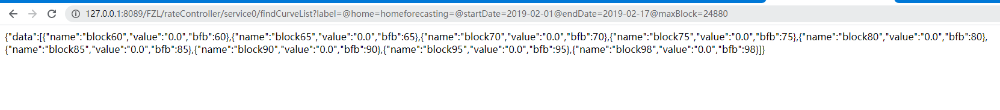 127.0.0.1:8089/FZL/rateController/service0/findCurveList?label=@home=homeforecasting=@startDate=2019-02-01@endDate=2019-02-17@maxBlock=24880
{"data":[{"name":"block60","value":"0.0","bfb":60},{"name":"block65","value":"0.0","bfb":65},{"name":"block70","value":"0.0","bfb":70},{"name":"block75","value":"0.0","bfb":75},{"name":"block80","value":"0.0","bfb":80},
{"name":"block85","value":"0.0","bfb":85},{"name":"block90","value":"0.0","bfb":90},{"name":"block95","value":"0.0","bfb":95},{"name":"block98","value":"0.0","bfb":98}]}